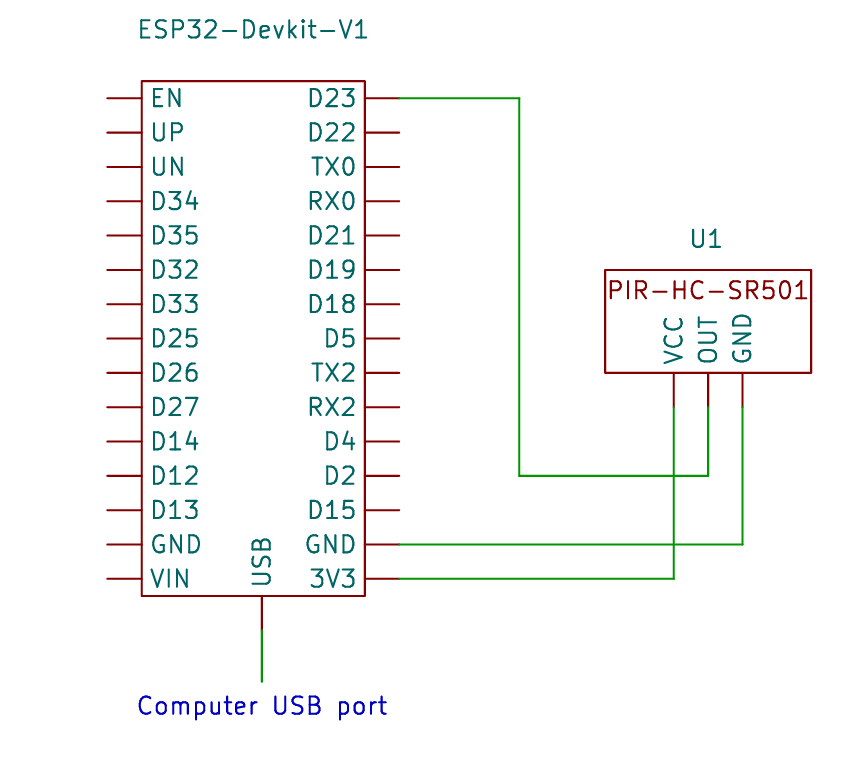 ESP32-Devkit-V1
EN
UP
UN
D34
D35
D32
D33
D25
D26
D27
D14
D12
D13
GND
VIN
USB
D23
D22
TX0
RX0
D21
D19
D18
D5
TX2
RX2
D4
D2
D15
GND
3V3
Computer USB port
U1
PIR-HC-SR501
VCC
OUT
GND